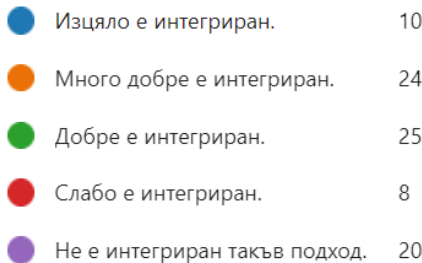 Изцяло е интегриран. 10
Много добре е интегриран. 24
Добре е интегриран. 25
Слабо е интегриран. 8
Не е интегриран такъв подход. 20